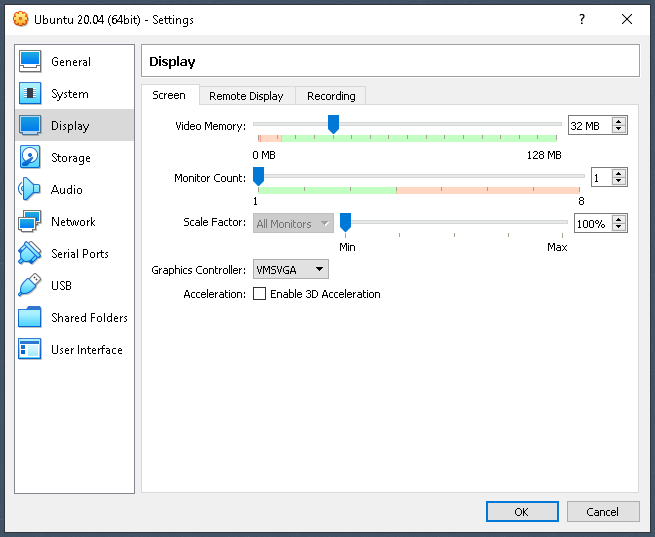 Ubuntu 20.04 (64bit) - Settings
?
General
System
Display
Storage
Audio
Network
Serial Ports
USB
Shared Folders
User Interface
Display
Screen Remote Display Recording
Video Memory: 32 MB
0 MB 128 MB
Monitor Count: 1
1 8
Scale Factor: All Monitors 100%
Min Max
Graphics Controller: VMSVGA
Acceleration: Enable 3D Acceleration
OK Cancel